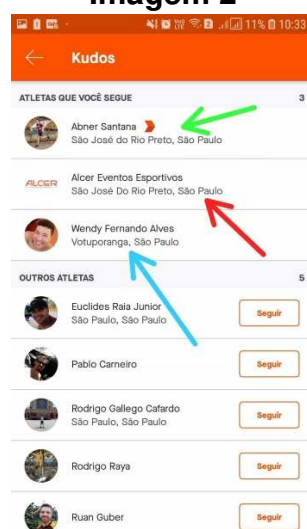 Imagem 2
11% 10:33
Kudos
ATLETAS QUE VOCÊ SEGUE 3
Abner Santana
São José do Rio Preto, São Paulo
ALCER
Alcer Eventos Esportivos
São José Do Rio Preto, São Paulo
Wendy Fernando Alves
Votuporanga, São Paulo
OUTROS ATLETAS 5
Euclides Raia Junior
São Paulo, São Paulo
Seguir
Pablo Carneiro
Seguir
Rodrigo Gallego Cafardo
São Paulo, São Paulo
Seguir
Rodrigo Raya
Seguir
Ruan Guber
Seguir